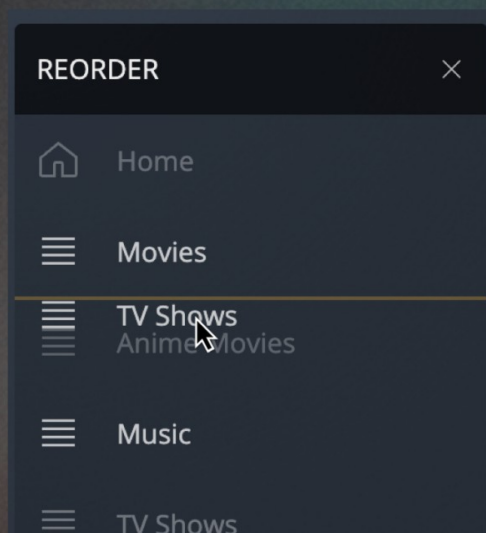 REORDER
Home
Movies
TV Shows
Anime Movies
Music
TV Shows